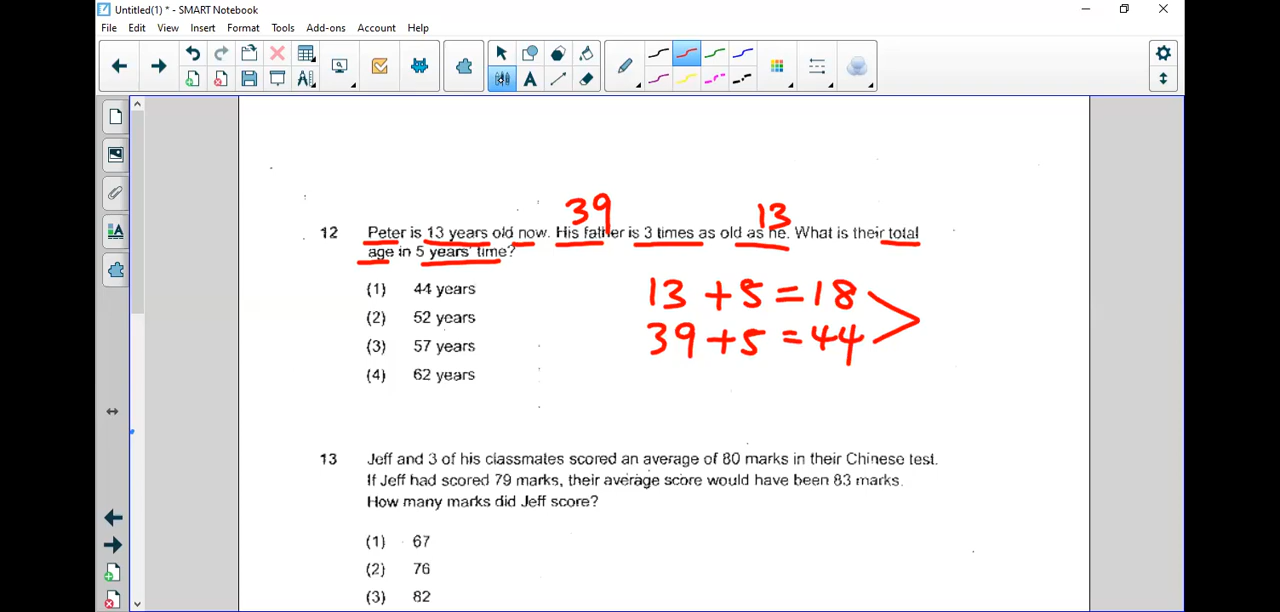 Untitled(1) * - SMART Notebook
File Edit View Insert Format Tools Add-ons Account Help
39 13
12 Peter is 13 years old now. His father is 3 times as old as he. What is their total
age in 5 years' time?
(1) 44 years
(2) 52 years
(3) 57 years
(4) 62 years
13 + 5 = 18
39 + 5 = 44
13 Jeff and 3 of his classmates scored an average of 80 marks in their Chinese test.
If Jeff had scored 79 marks, their average score would have been 83 marks.
How many marks did Jeff score?
(1) 67
(2) 76
(3) 82